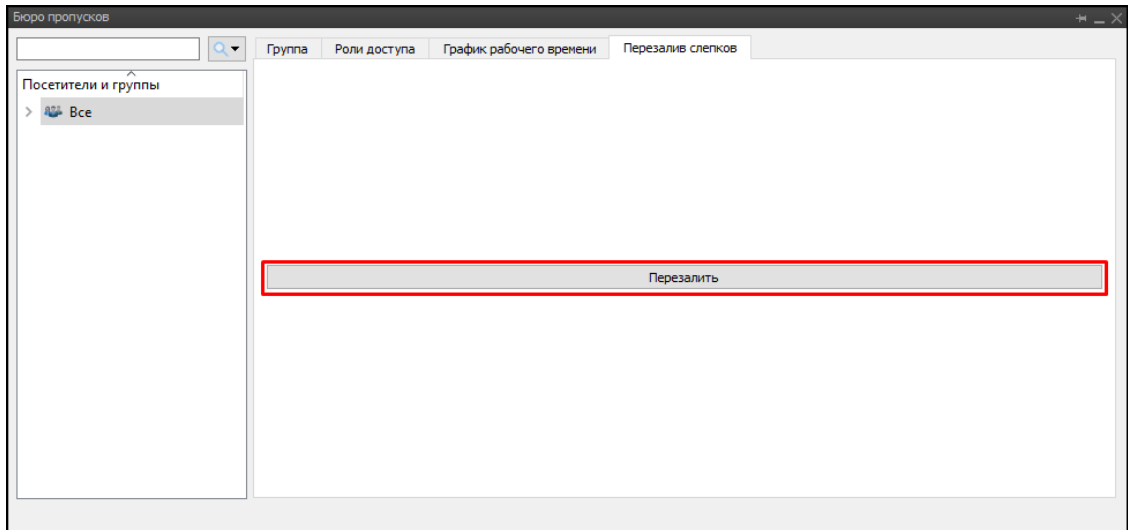 Бюро пропусков
Группа
Роли доступа
График рабочего времени
Перезалив слепков
Посетители и группы
Все
Перезалить